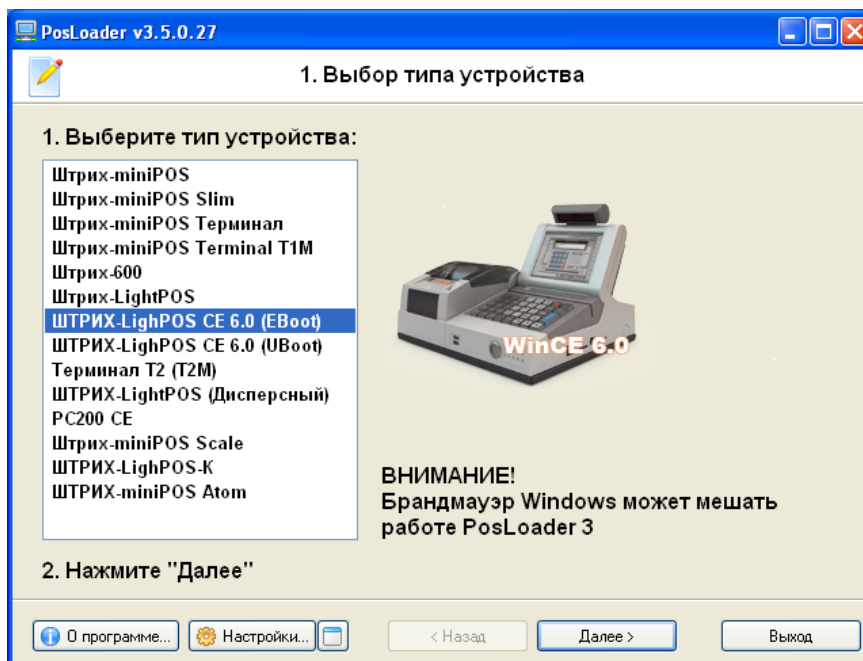 PosLoader v3.5.0.27
1. Выбор типа устройства
1. Выберите тип устройства:
Штрих-miniPOS
Штрих-miniPOS Slim
Штрих-miniPOS Терминал
Штрих-miniPOS Terminal T1M
Штрих-600
Штрих-LightPOS
ШТРИХ-LighPOS CE 6.0 (EBoot)
ШТРИХ-LighPOS CE 6.0 (UBoot)
Терминал Т2 (Т2М)
ШТРИХ-LightPOS (Дисперсный)
PC200 CE
Штрих-miniPOS Scale
ШТРИХ-LighPOS-К
ШТРИХ-miniPOS Atom
WinCE 6.0
ВНИМАНИЕ!
Брандмауэр Windows может мешать
работе PosLoader 3
2. Нажмите "Далее"
О программе...
Настройки...
< Назад
Далее >
Выход